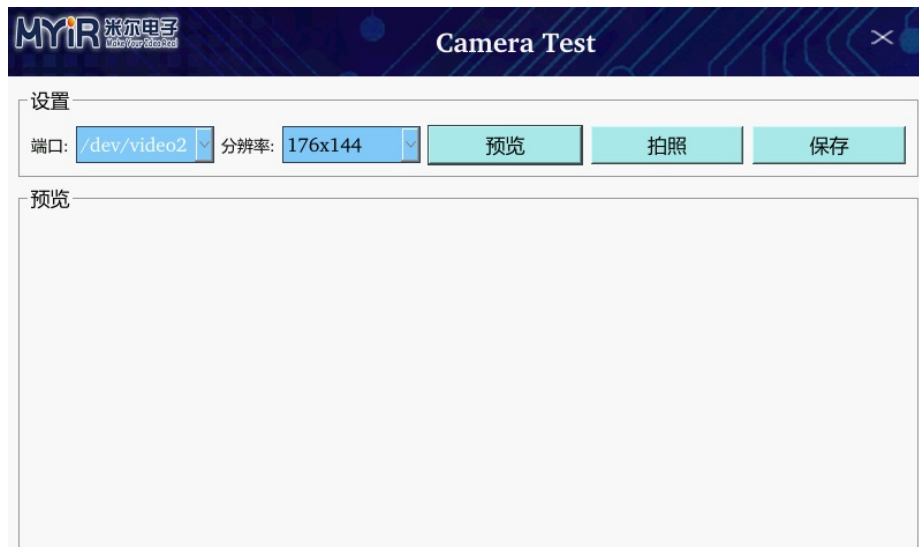 MYiR 米尔电子
Make Your Idea Real
Camera Test
设置
端口: /dev/video2 分辨率: 176x144 预览 拍照 保存
预览